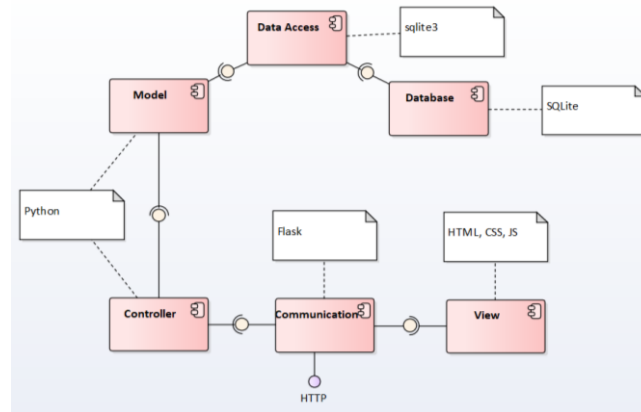 Data Access
sqlite3
Model
Database
SQLite
Python
Flask
HTML, CSS, JS
Controller
Communication
View
HTTP